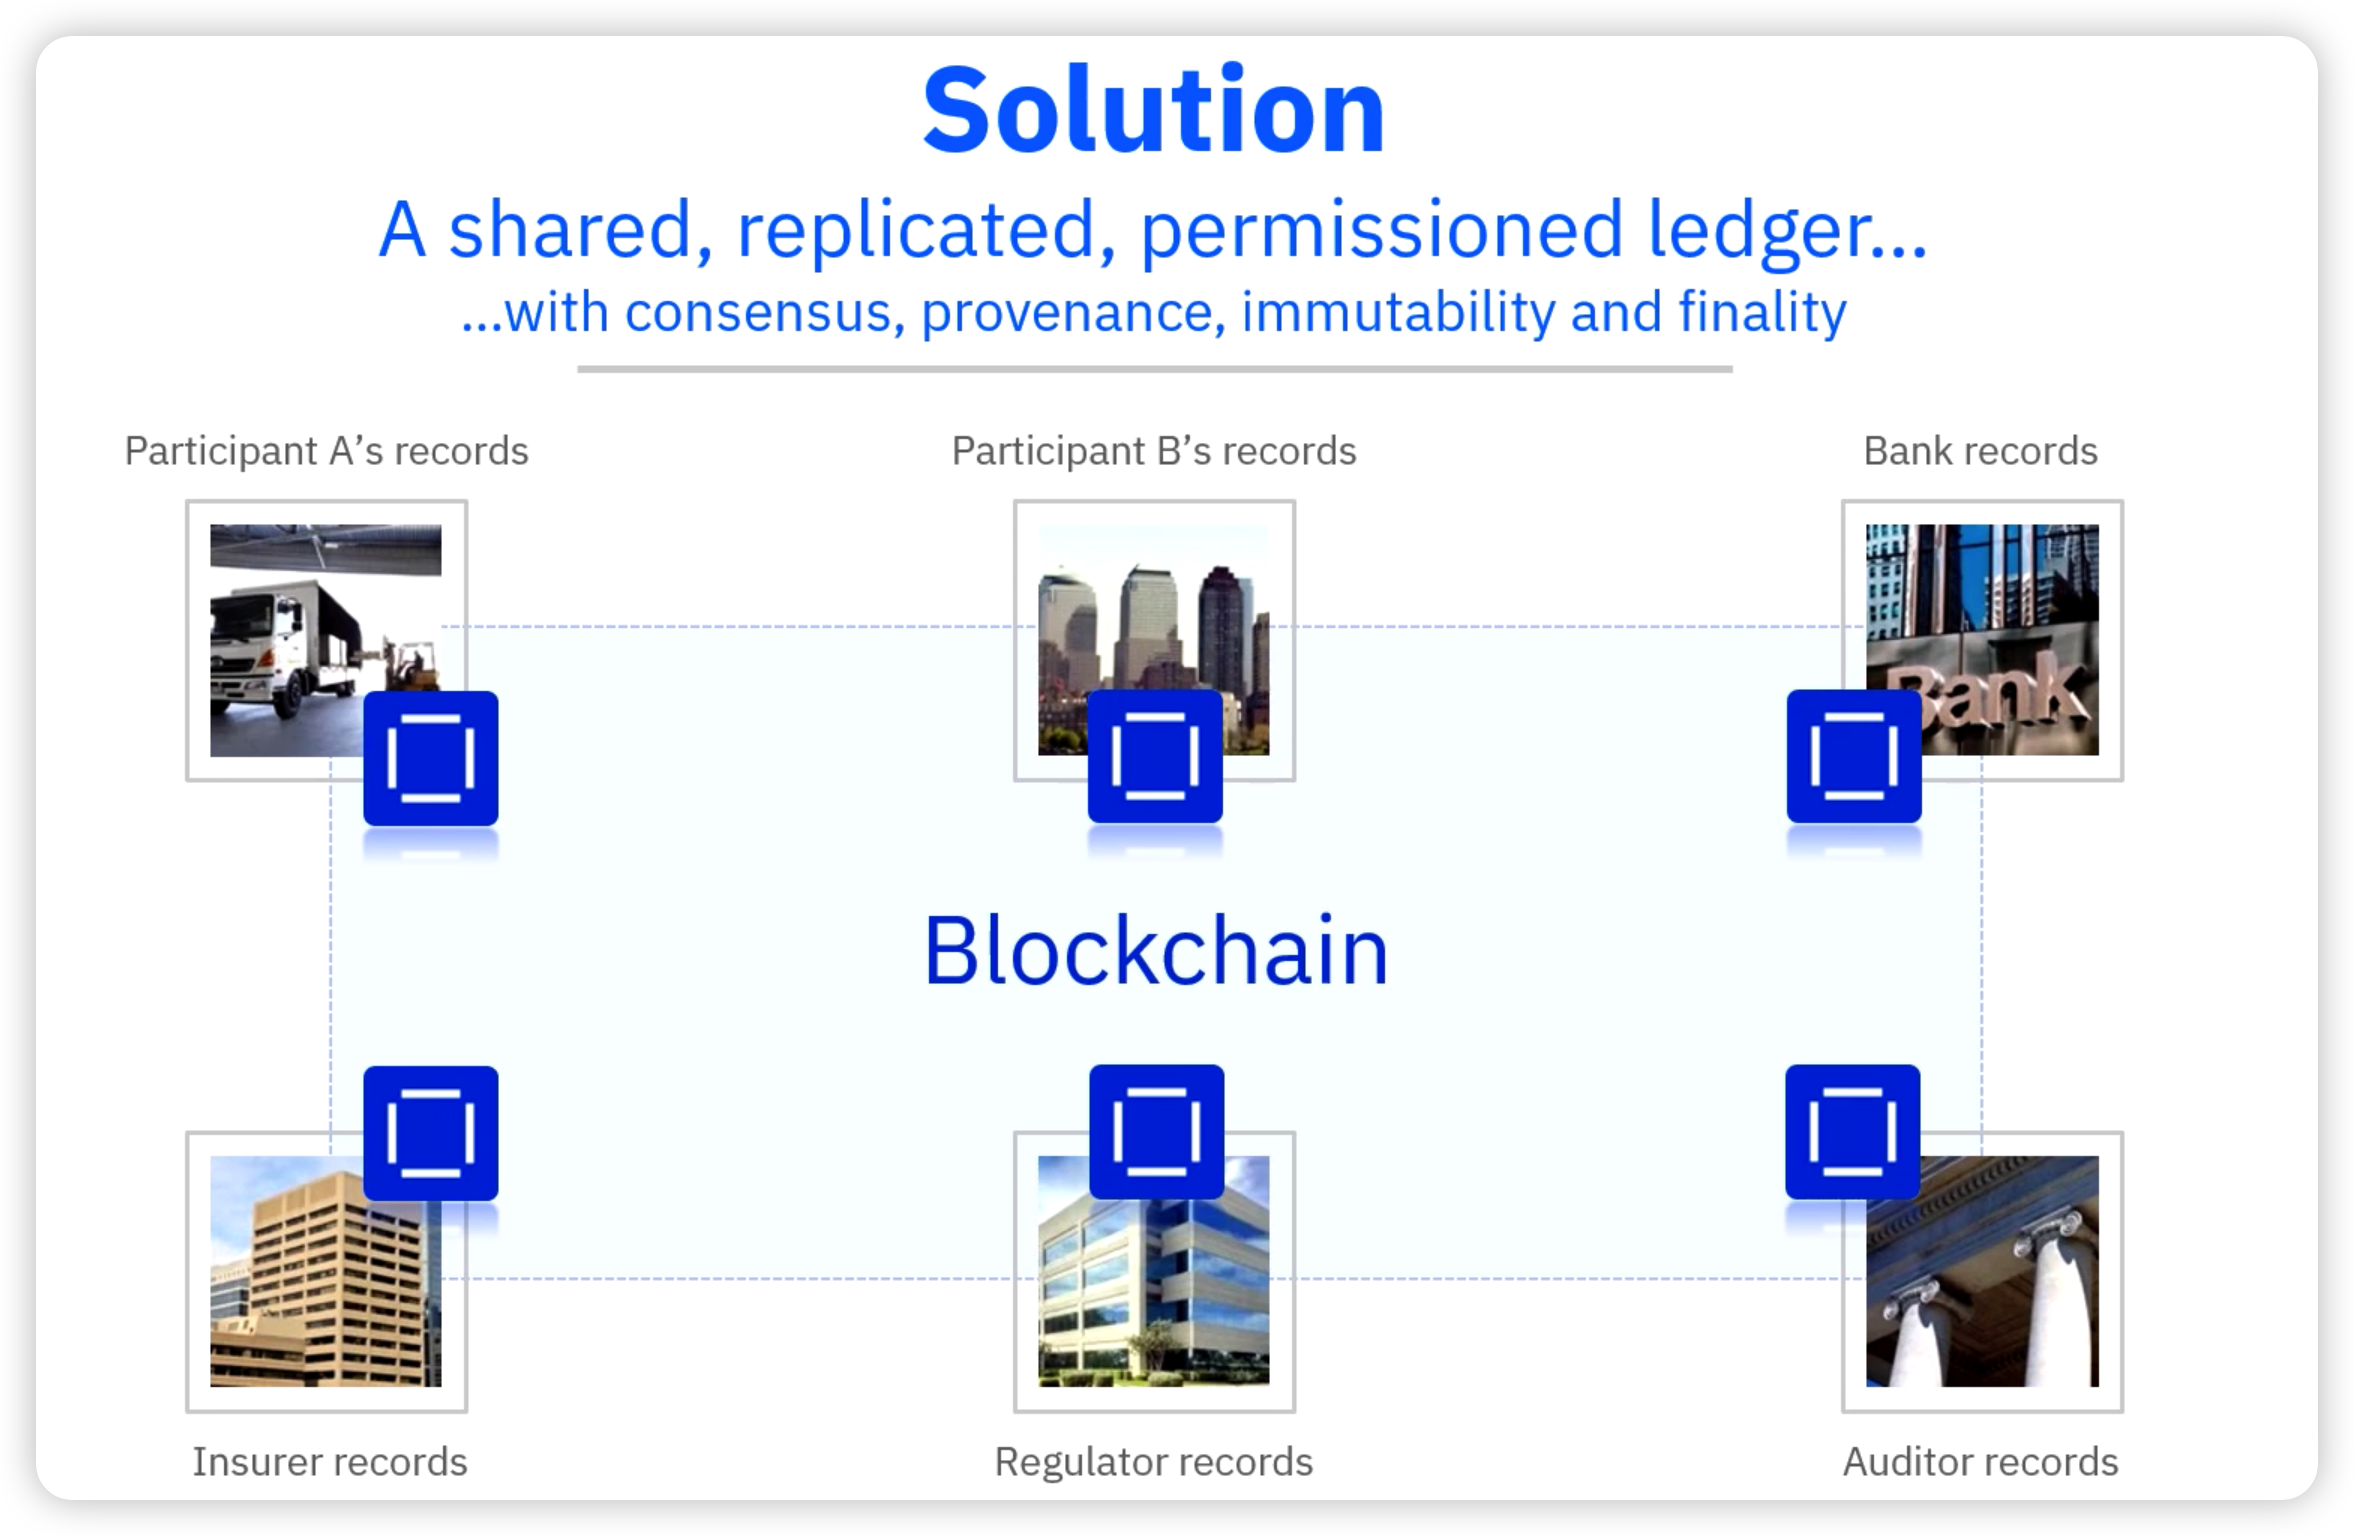 Solution
A shared, replicated, permissioned ledger...
...with consensus, provenance, immutability and finality
Participant A’s records
Participant B’s records
Bank records
Bank
Blockchain
Insurer records
Regulator records
Auditor records